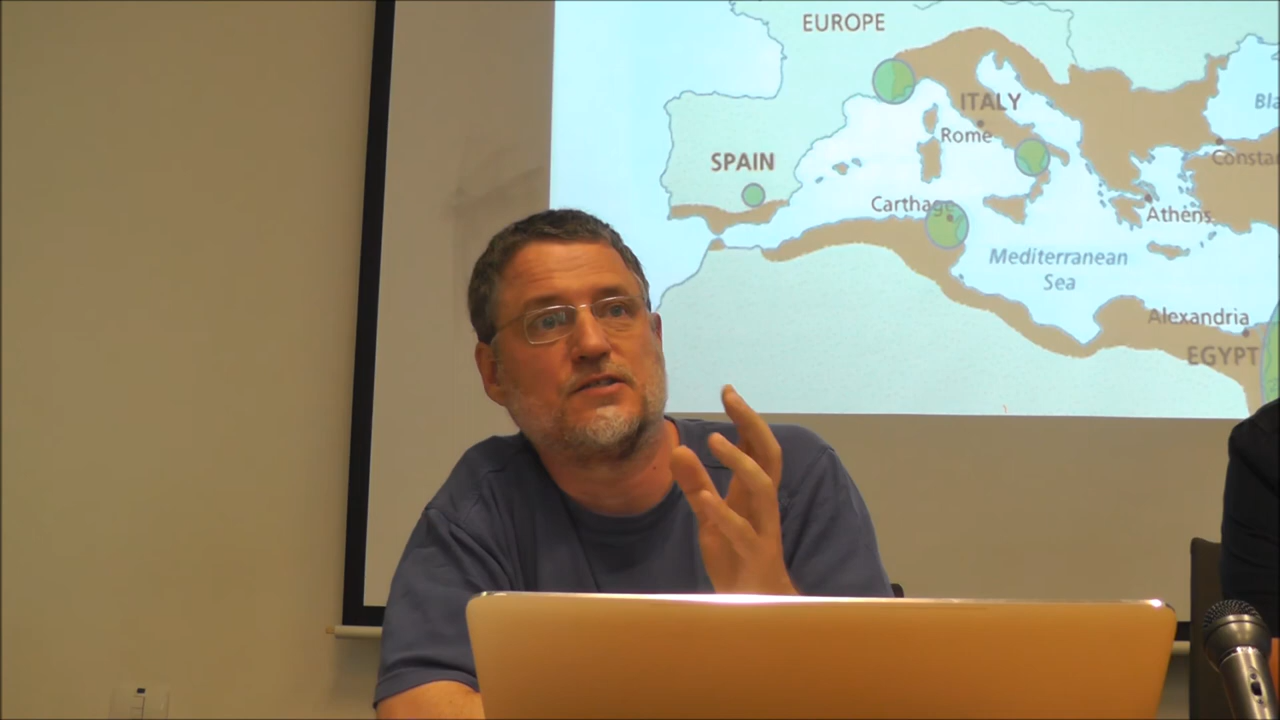 EUROPE
ITALY
Rome
SPAIN
Carthage
Athens
Mediterranean
Sea
Alexandria
EGYPT